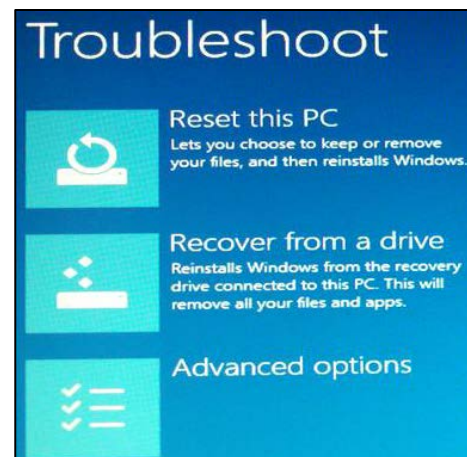 Troubleshoot
Reset this PC
Lets you choose to keep or remove
your files, and then reinstalls Windows.
Recover from a drive
Reinstalls Windows from the recovery
drive connected to this PC. This will
remove all your files and apps.
Advanced options